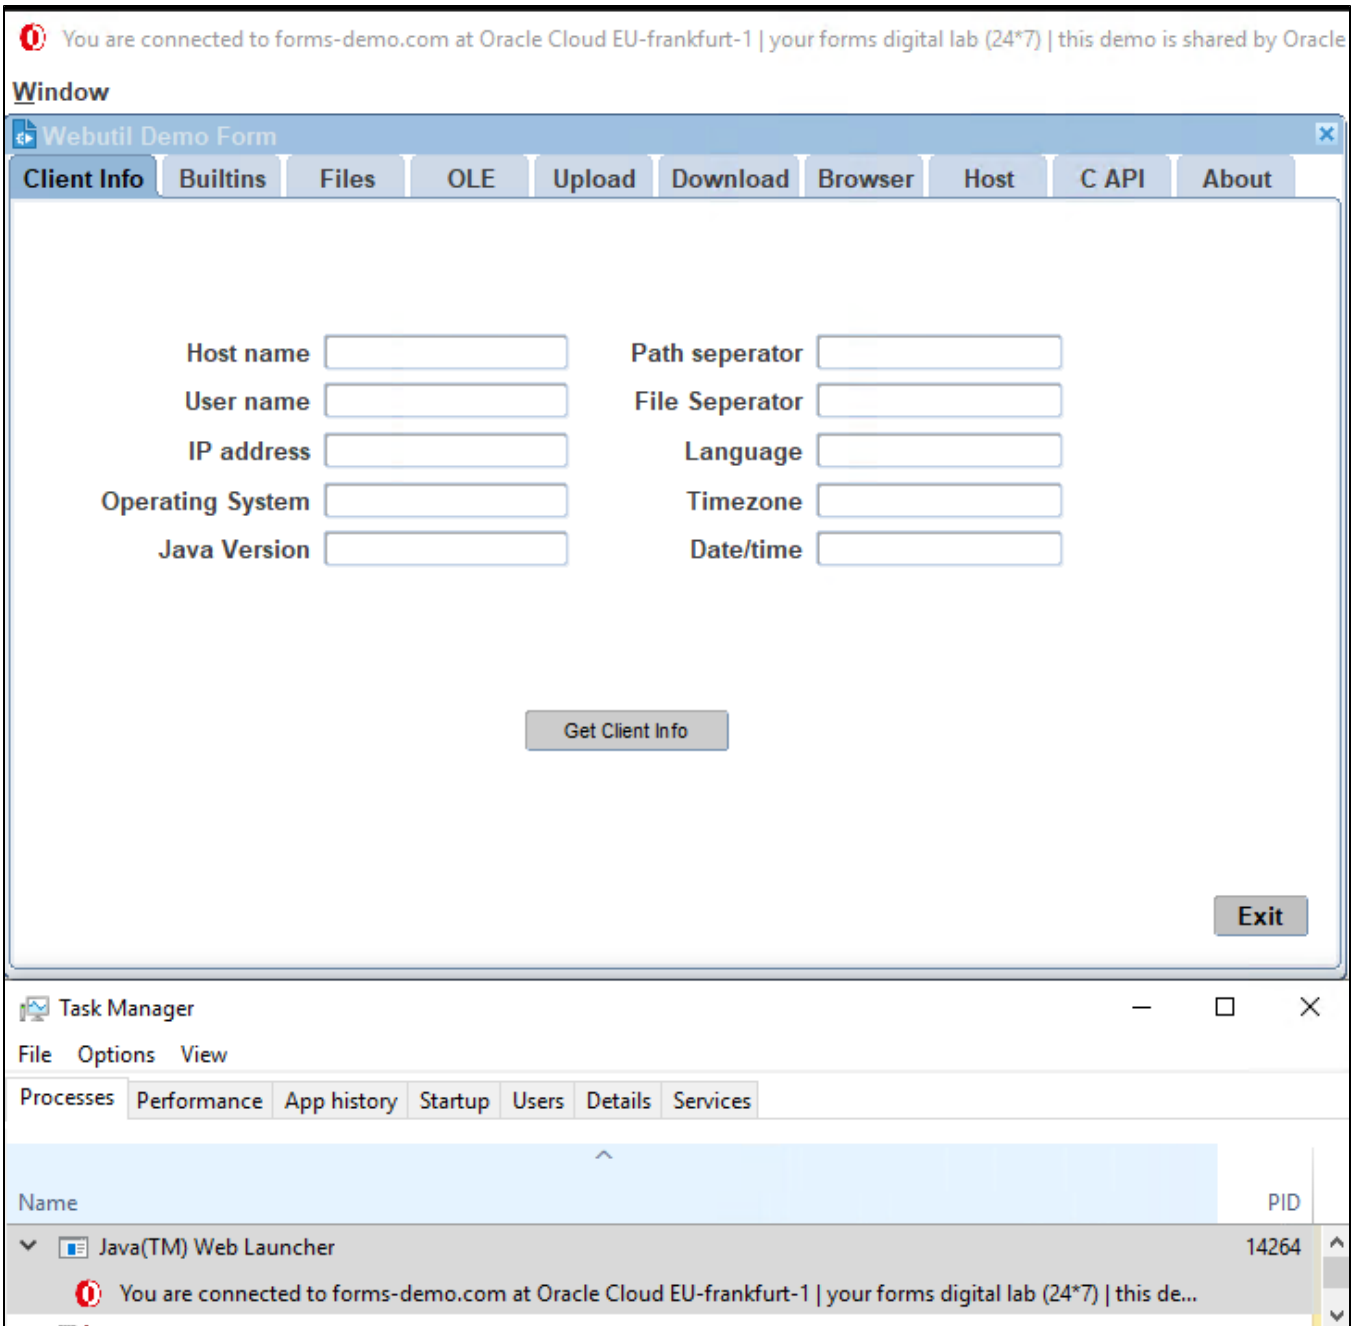 You are connected to forms-demo.com at Oracle Cloud EU-frankfurt-1 | your forms digital lab (24*7) | this demo is shared by Oracle
Window
Webutil Demo Form
Client Info Builtins Files OLE Upload Download Browser Host C API About
Host name Path seperator
User name File Seperator
IP address Language
Operating System Timezone
Java Version Date/time
Get Client Info
Exit
Task Manager
File Options View
Processes Performance App history Startup Users Details Services
Name PID
Java(TM) Web Launcher 14264
You are connected to forms-demo.com at Oracle Cloud EU-frankfurt-1 | your forms digital lab (24*7) | this de...